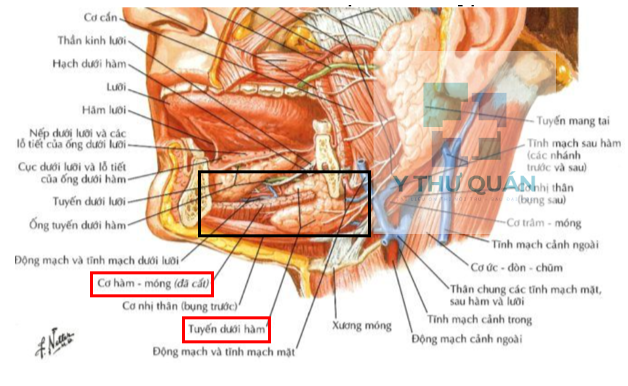 Cơ cắn
Thần kinh lưỡi
Hạch dưới hàm
Lưỡi
Hãm lưỡi
Nếp dưới lưỡi và các
lỗ tiết của ống dưới lưỡi
Cục dưới lưỡi và lỗ tiết
của ống dưới hàm
Tuyến dưới lưỡi
Ống tuyến dưới hàm
Động mạch và tĩnh mạch dưới lưỡi
Cơ hàm - móng (đã cắt)
Cơ nhị thân (bụng trước)
Tuyến dưới hàm
Động mạch và tĩnh mạch mặt
Xương móng
Tuyến mang tai
Tĩnh mạch sau hàm
(các nhánh
trước và sau)
Y THƯ QUÁN
Cơ nhị thân
(bụng sau)
Cơ trâm - móng
Tĩnh mạch cảnh ngoài
Cơ ức - đòn - chũm
Thân chung các tĩnh mạch mặt,
sau hàm và lưỡi
Tĩnh mạch cảnh trong
Động mạch cảnh ngoài